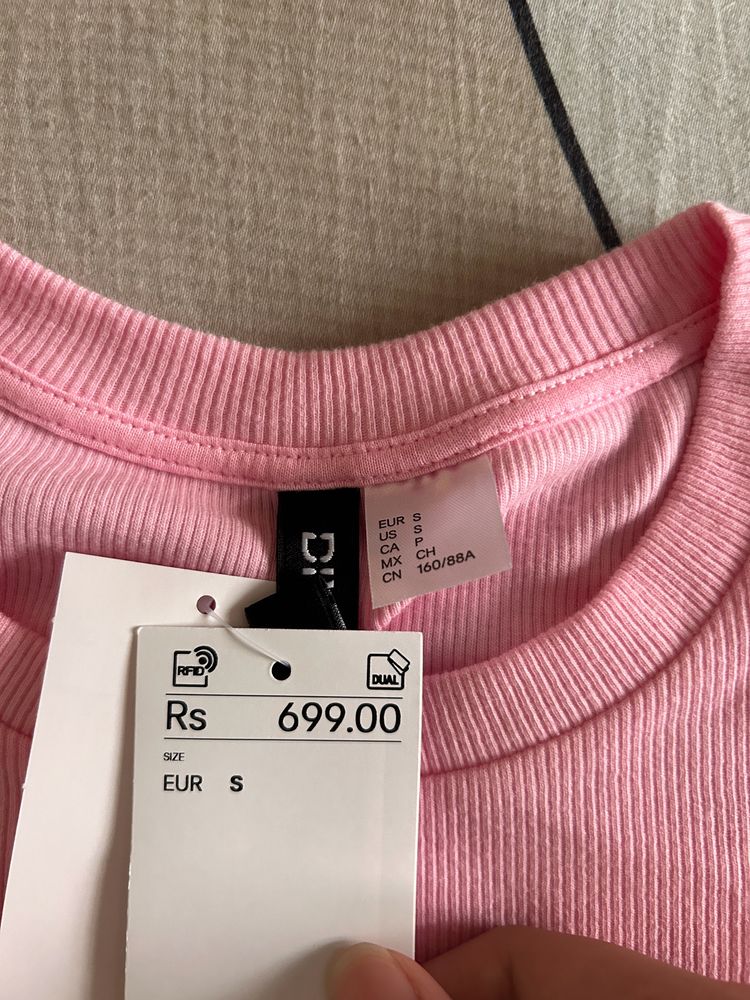 EUR S
US S
CA P
MX CH
CN 160/88A
RFID
DUAL
Rs 699.00
SIZE
EUR S